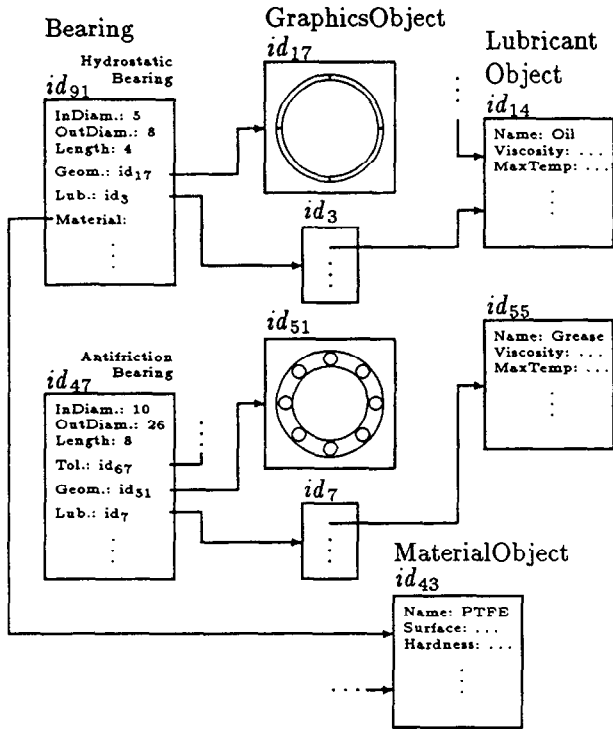 Bearing
Hydrostatic
Bearing
id91
InDiam.: 5
OutDiam.: 8
Length: 4
Geom.: id17
Lub.: id3
Material:
GraphicsObject
id17
id3
Lubricant
Object
id14
Name: Oil
Viscosity: ...
MaxTemp: ...
Antifriction
Bearing
id47
InDiam.: 10
OutDiam.: 26
Length: 8
Tol.: id67
Geom.: id51
Lub.: id7
id51
id7
id55
Name: Grease
Viscosity: ...
MaxTemp: ...
MaterialObject
id43
Name: PTFE
Surface: ...
Hardness: ...